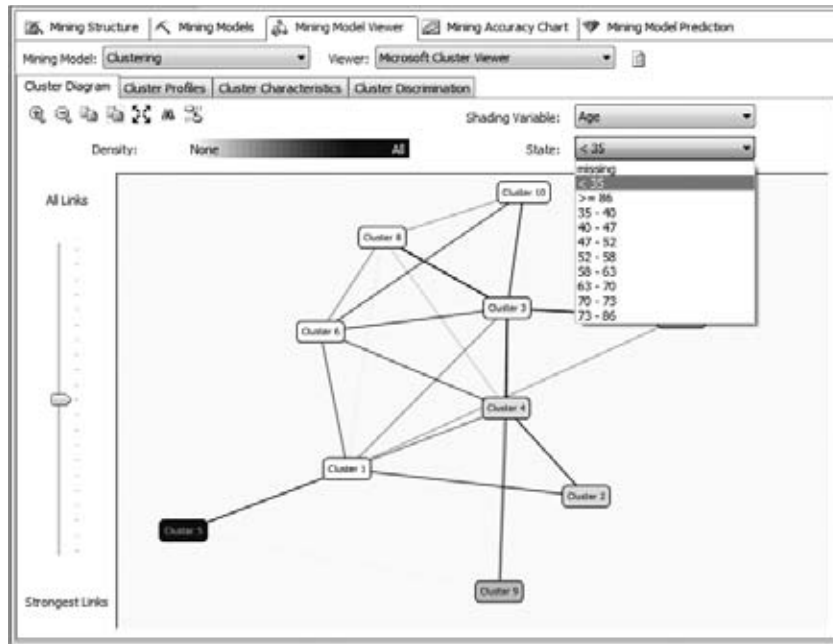 Mining Structure Mining Models Mining Model Viewer Mining Accuracy Chart Mining Model Prediction
Mining Model: Clustering Viewer: Microsoft Cluster Viewer
Cluster Diagram Cluster Profiles Cluster Characteristics Cluster Discrimination
Shading Variable: Age
Density: None All State: < 35
missing
< 35
>= 86
35 - 40
40 - 47
47 - 52
52 - 58
58 - 63
63 - 70
70 - 73
73 - 86
All Links
Cluster 10
Cluster 8
Cluster 3
Cluster 6
Cluster 4
Cluster 1
Cluster 2
Cluster 5
Cluster 9
Strongest Links